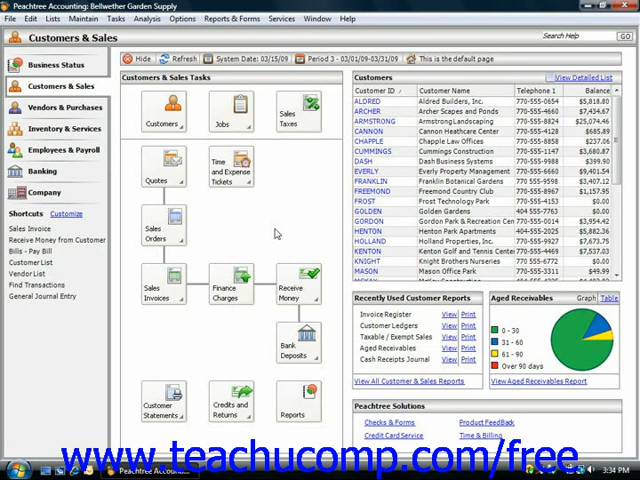 Peachtree Accounting: Bellwether Garden Supply
File Edit Lists Maintain Tasks Analysis Options Reports & Forms Services Window Help
Customers & Sales Search Help GO
Hide Refresh System Date: 03/15/09 Period 3 - 03/01/09-03/31/09 This is the default page
Business Status
Customers & Sales
Vendors & Purchases
Inventory & Services
Employees & Payroll
Banking
Company
Shortcuts Customize
Sales Invoice
Receive Money from Customer
Bills - Pay Bill
Customer List
Vendor List
Find Transactions
General Journal Entry
Customers & Sales Tasks
Customers
Jobs
Sales
Taxes
Quotes
Time
and Expense
Tickets
Sales
Orders
Sales
Invoices
Finance
Charges
Receive
Money
Bank
Deposits
Customer
Statements
Credits and
Returns
Reports
Customers View Detailed List
Customer ID / Customer Name Telephone 1 Balance
ALDRED Aldred Builders, Inc. 770-555-0654 $5,818.80
ARCHER Archer Scapes and Ponds 770-555-4660 $7,434.67
ARMSTRONG Armstrong Landscaping 404-555-8824 $25,074.46
CANNON Cannon Heathcare Center 404-555-1128 $685.89
CHAPPLE Chapple Law Offices 404-555-8858 $237.06
CUMMINGS Cummings Construction 770-555-1147 $3,680.87
DASH Dash Business Systems 770-555-9988 $399.90
EVERLY Everly Property Management 770-555-6660 $9,401.54
FRANKLIN Franklin Botanical Gardens 770-555-9598 $3,407.12
FREEMOND Freemond Country Club 770-555-8967 $1,157.95
FROST Frost Technology Park 770-555-4153 $0.00
GOLDEN Golden Gardens 404-555-4763 $0.00
GORDON Gordon Park & Recreation Cen 770-555-0014 $3,954.42
HENTON Henton Park Apartments 404-555-2025 $5,882.36
HOLLAND Holland Properties, Inc. 404-555-9927 $7,673.75
KENTON Kenton Golf and Tennis Center 404-555-4469 $7,537.03
KNIGHT Knight Brothers Nurseries 404-555-6772 $0.00
MASON Mason Office Park 770-555-3311 $49.99
Recently Used Customer Reports
Invoice Register View Print
Customer Ledgers View Print
Taxable / Exempt Sales View Print
Aged Receivables View Print
Cash Receipts Journal View Print
View All Customer & Sales Reports
Aged Receivables Graph Table
0 - 30
31 - 60
61 - 90
Over 90 days
View Aged Receivables Report
Peachtree Solutions
Checks & Forms Product Feedback
Credit Card Service Time & Billing
www.teachucomp.com/free
Peachtree Accounti... 3:34 PM